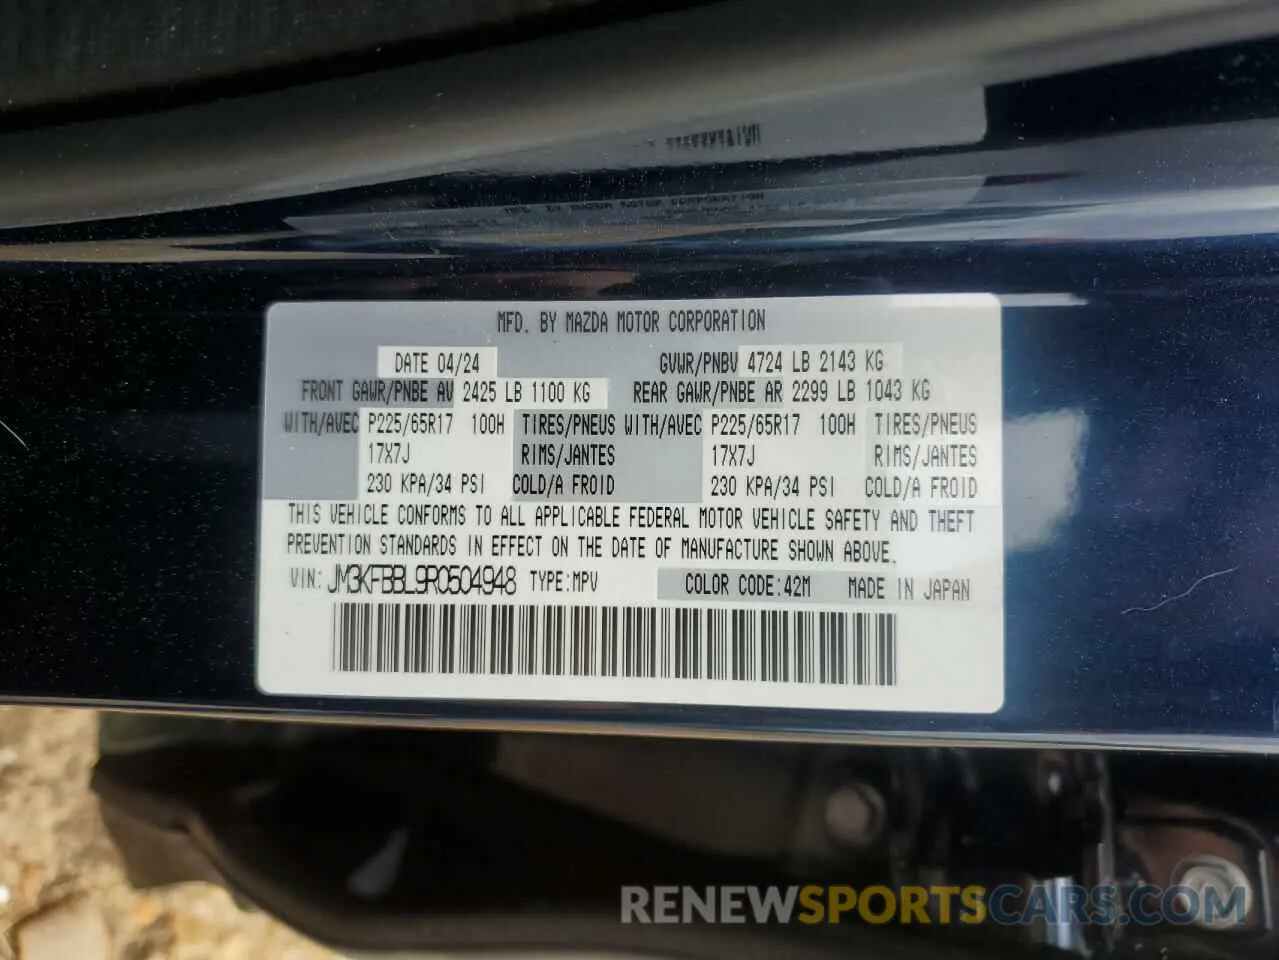 MFD. BY MAZDA MOTOR CORPORATION
MFD. BY MAZDA MOTOR CORPORATION
DATE 04/24 GVWR/PNBV 4724 LB 2143 KG
FRONT GAWR/PNBE AV 2425 LB 1100 KG REAR GAWR/PNBE AR 2299 LB 1043 KG
WITH/AVEC P225/65R17 100H TIRES/PNEUS WITH/AVEC P225/65R17 100H TIRES/PNEUS
17X7J RIMS/JANTES 17X7J RIMS/JANTES
230 KPA/34 PSI COLD/A FROID 230 KPA/34 PSI COLD/A FROID
THIS VEHICLE CONFORMS TO ALL APPLICABLE FEDERAL MOTOR VEHICLE SAFETY AND THEFT
PREVENTION STANDARDS IN EFFECT ON THE DATE OF MANUFACTURE SHOWN ABOVE.
VIN: JM3KFBBL9R0504948 TYPE:MPV COLOR CODE:42M MADE IN JAPAN
RENEWSPORTSCARS.COM